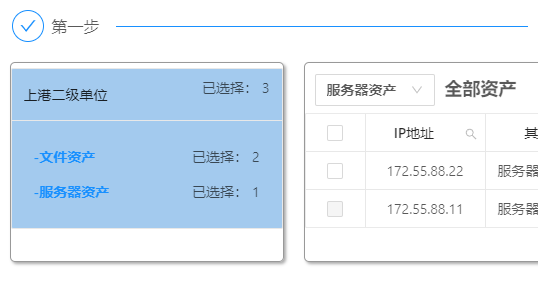 第一步
上港二级单位 已选择： 3
-文件资产 已选择： 2
-服务器资产 已选择： 1
服务器资产 全部资产
IP地址 其
172.55.88.22 服务器
172.55.88.11 服务器